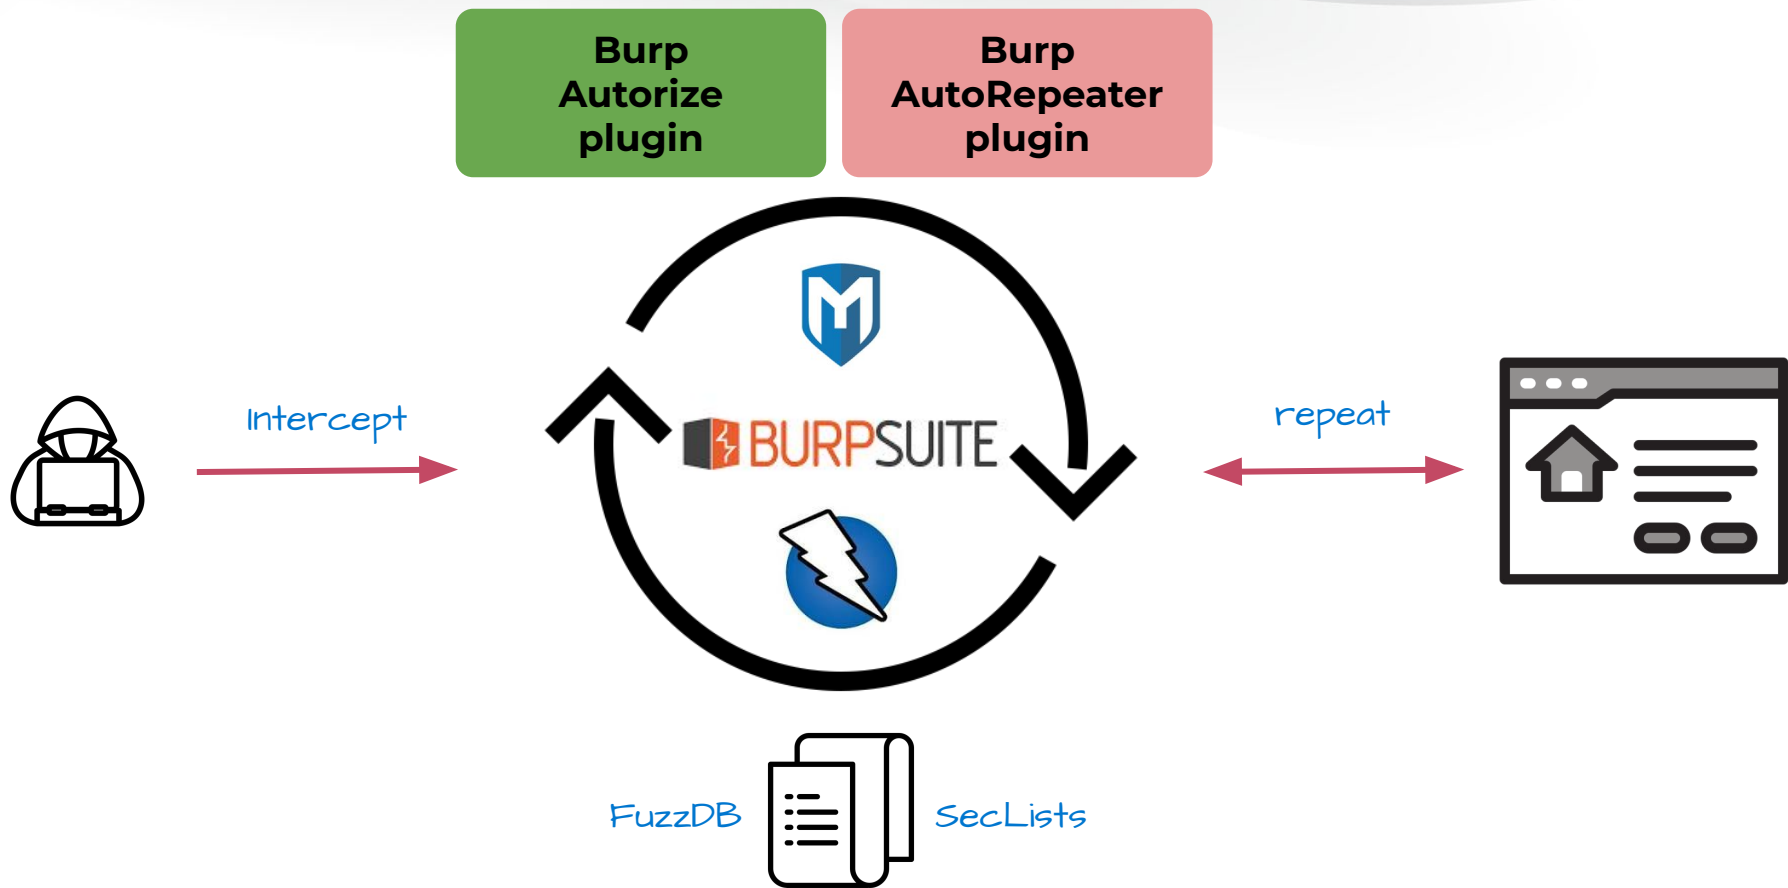 Burp
Autorize
plugin
Burp
AutoRepeater
plugin
Intercept
BURPSUITE
repeat
FuzzDB
SecLists